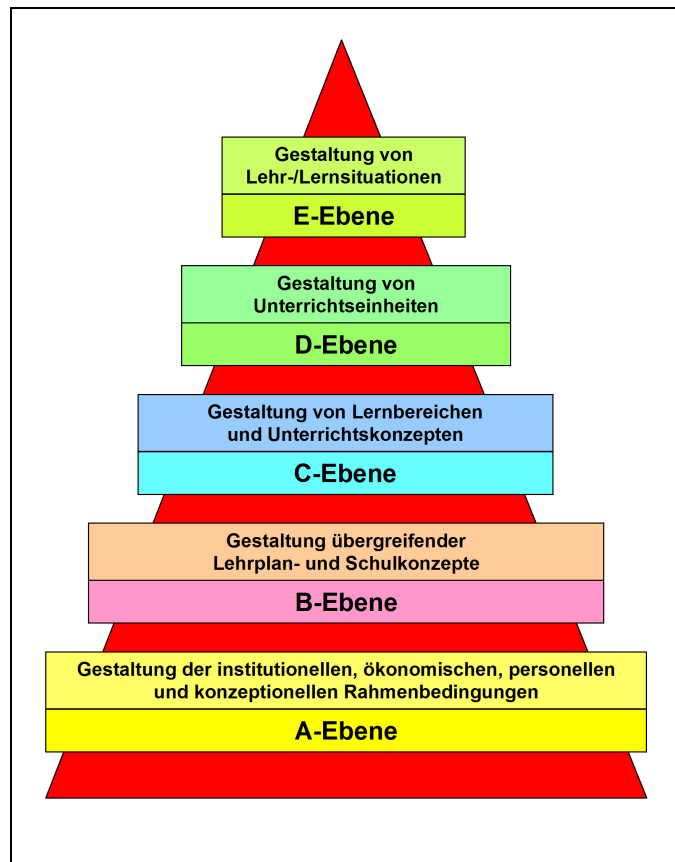 Gestaltung von
Lehr-/Lernsituationen
E-Ebene
Gestaltung von
Unterrichtseinheiten
D-Ebene
Gestaltung von Lernbereichen
und Unterrichtskonzepten
C-Ebene
Gestaltung übergreifender
Lehrplan- und Schulkonzepte
B-Ebene
Gestaltung der institutionellen, ökonomischen, personellen
und konzeptionellen Rahmenbedingungen
A-Ebene